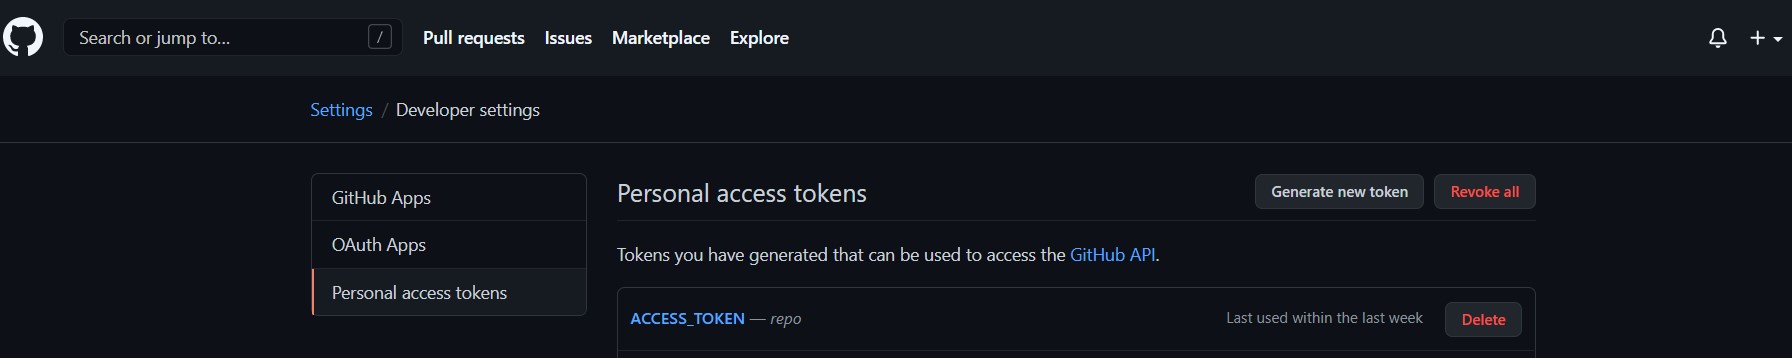 Search or jump to... /
Pull requests Issues Marketplace Explore
Settings / Developer settings
GitHub Apps
OAuth Apps
Personal access tokens
Personal access tokens
Generate new token Revoke all
Tokens you have generated that can be used to access the GitHub API.
ACCESS_TOKEN — repo Last used within the last week Delete